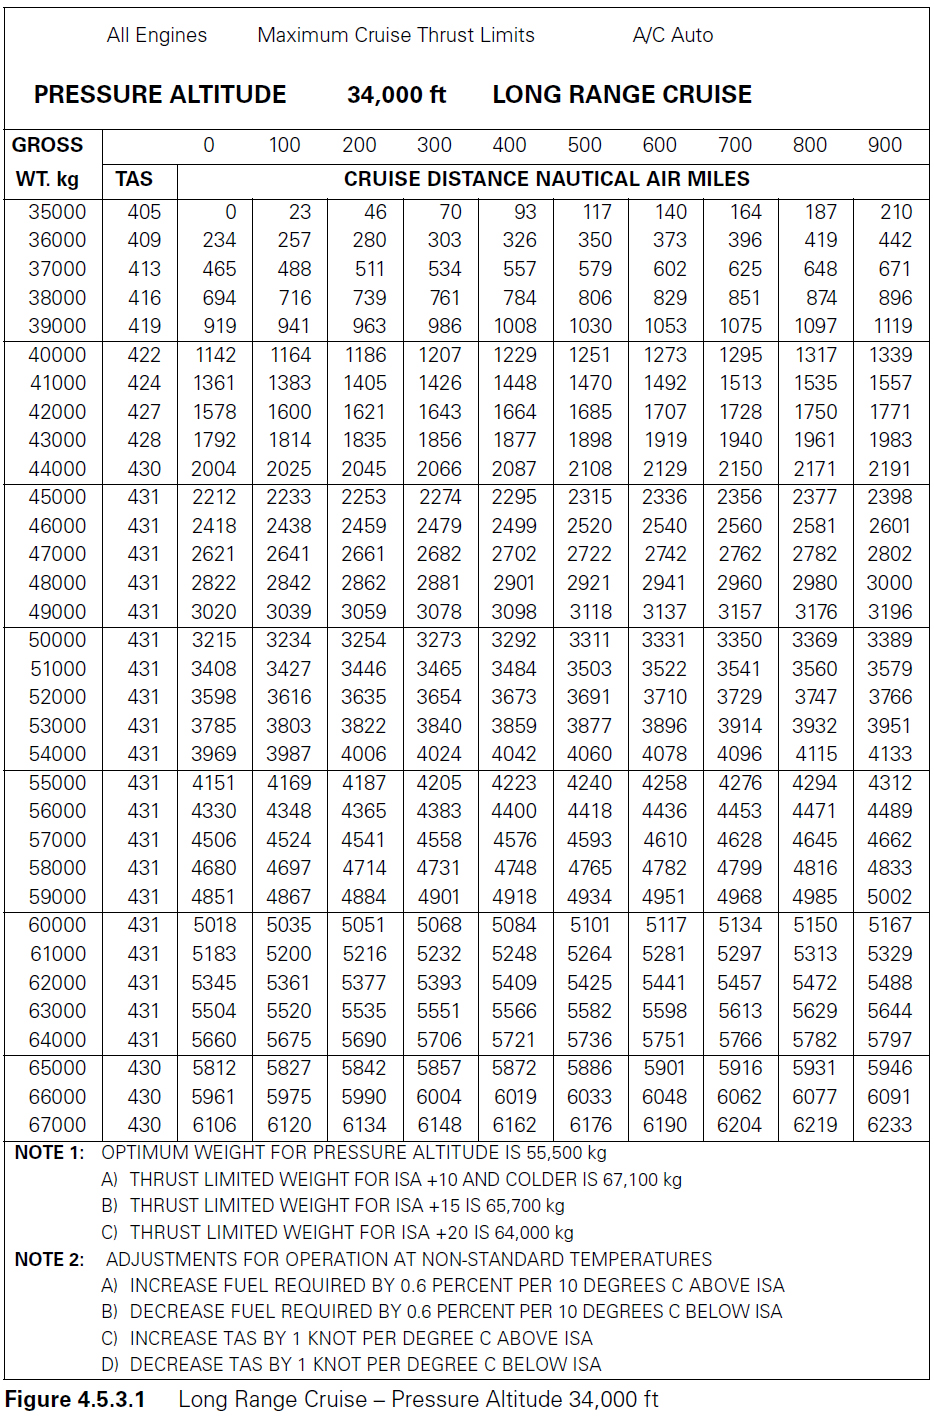 All Engines Maximum Cruise Thrust Limits A/C Auto
PRESSURE ALTITUDE 34,000 ft LONG RANGE CRUISE
GROSS 0 100 200 300 400 500 600 700 800 900
WT. kg TAS CRUISE DISTANCE NAUTICAL AIR MILES
35000 405 0 23 46 70 93 117 140 164 187 210
36000 409 234 257 280 303 326 350 373 396 419 442
37000 413 465 488 511 534 557 579 602 625 648 671
38000 416 694 716 739 761 784 806 829 851 874 896
39000 419 919 941 963 986 1008 1030 1053 1075 1097 1119
40000 422 1142 1164 1186 1207 1229 1251 1273 1295 1317 1339
41000 424 1361 1383 1405 1426 1448 1470 1492 1513 1535 1557
42000 427 1578 1600 1621 1643 1664 1685 1707 1728 1750 1771
43000 428 1792 1814 1835 1856 1877 1898 1919 1940 1961 1983
44000 430 2004 2025 2045 2066 2087 2108 2129 2150 2171 2191
45000 431 2212 2233 2253 2274 2295 2315 2336 2356 2377 2398
46000 431 2418 2438 2459 2479 2499 2520 2540 2560 2581 2601
47000 431 2621 2641 2661 2682 2702 2722 2742 2762 2782 2802
48000 431 2822 2842 2862 2881 2901 2921 2941 2960 2980 3000
49000 431 3020 3039 3059 3078 3098 3118 3137 3157 3176 3196
50000 431 3215 3234 3254 3273 3292 3311 3331 3350 3369 3389
51000 431 3408 3427 3446 3465 3484 3503 3522 3541 3560 3579
52000 431 3598 3616 3635 3654 3673 3691 3710 3729 3747 3766
53000 431 3785 3803 3822 3840 3859 3877 3896 3914 3932 3951
54000 431 3969 3987 4006 4024 4042 4060 4078 4096 4115 4133
55000 431 4151 4169 4187 4205 4223 4240 4258 4276 4294 4312
56000 431 4330 4348 4365 4383 4400 4418 4436 4453 4471 4489
57000 431 4506 4524 4541 4558 4576 4593 4610 4628 4645 4662
58000 431 4680 4697 4714 4731 4748 4765 4782 4799 4816 4833
59000 431 4851 4867 4884 4901 4918 4934 4951 4968 4985 5002
60000 431 5018 5035 5051 5068 5084 5101 5117 5134 5150 5167
61000 431 5183 5200 5216 5232 5248 5264 5281 5297 5313 5329
62000 431 5345 5361 5377 5393 5409 5425 5441 5457 5472 5488
63000 431 5504 5520 5535 5551 5566 5582 5598 5613 5629 5644
64000 431 5660 5675 5690 5706 5721 5736 5751 5766 5782 5797
65000 430 5812 5827 5842 5857 5872 5886 5901 5916 5931 5946
66000 430 5961 5975 5990 6004 6019 6033 6048 6062 6077 6091
67000 430 6106 6120 6134 6148 6162 6176 6190 6204 6219 6233
NOTE 1: OPTIMUM WEIGHT FOR PRESSURE ALTITUDE IS 55,500 kg
A) THRUST LIMITED WEIGHT FOR ISA +10 AND COLDER IS 67,100 kg
B) THRUST LIMITED WEIGHT FOR ISA +15 IS 65,700 kg
C) THRUST LIMITED WEIGHT FOR ISA +20 IS 64,000 kg
NOTE 2: ADJUSTMENTS FOR OPERATION AT NON-STANDARD TEMPERATURES
A) INCREASE FUEL REQUIRED BY 0.6 PERCENT PER 10 DEGREES C ABOVE ISA
B) DECREASE FUEL REQUIRED BY 0.6 PERCENT PER 10 DEGREES C BELOW ISA
C) INCREASE TAS BY 1 KNOT PER DEGREE C ABOVE ISA
D) DECREASE TAS BY 1 KNOT PER DEGREE C BELOW ISA
Figure 4.5.3.1 Long Range Cruise – Pressure Altitude 34,000 ft